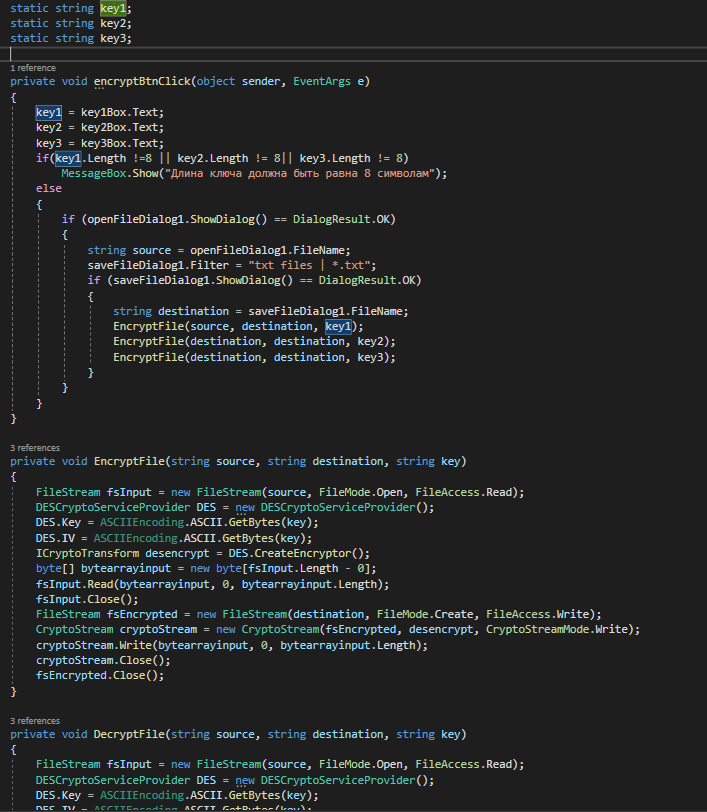 static string key1;
static string key2;
static string key3;
1 reference
private void encryptBtnClick(object sender, EventArgs e)
{
key1 = key1Box.Text;
key2 = key2Box.Text;
key3 = key3Box.Text;
if(key1.Length !=8 || key2.Length != 8|| key3.Length != 8)
MessageBox.Show("Длина ключа должна быть равна 8 символам");
else
{
if (openFileDialog1.ShowDialog() == DialogResult.OK)
{
string source = openFileDialog1.FileName;
saveFileDialog1.Filter = "txt files | *.txt";
if (saveFileDialog1.ShowDialog() == DialogResult.OK)
{
string destination = saveFileDialog1.FileName;
EncryptFile(source, destination, key1);
EncryptFile(destination, destination, key2);
EncryptFile(destination, destination, key3);
}
}
}
}
3 references
private void EncryptFile(string source, string destination, string key)
{
FileStream fsInput = new FileStream(source, FileMode.Open, FileAccess.Read);
DESCryptoServiceProvider DES = new DESCryptoServiceProvider();
DES.Key = ASCIIEncoding.ASCII.GetBytes(key);
DES.IV = ASCIIEncoding.ASCII.GetBytes(key);
ICryptoTransform desencrypt = DES.CreateEncryptor();
byte[] bytearrayinput = new byte[fsInput.Length - 0];
fsInput.Read(bytearrayinput, 0, bytearrayinput.Length);
fsInput.Close();
FileStream fsEncrypted = new FileStream(destination, FileMode.Create, FileAccess.Write);
CryptoStream cryptoStream = new CryptoStream(fsEncrypted, desencrypt, CryptoStreamMode.Write);
cryptoStream.Write(bytearrayinput, 0, bytearrayinput.Length);
cryptoStream.Close();
fsEncrypted.Close();
}
3 references
private void DecryptFile(string source, string destination, string key)
{
FileStream fsInput = new FileStream(source, FileMode.Open, FileAccess.Read);
DESCryptoServiceProvider DES = new DESCryptoServiceProvider();
DES.Key = ASCIIEncoding.ASCII.GetBytes(key);
DES.IV = ASCIIEncoding.ASCII.GetBytes(key);